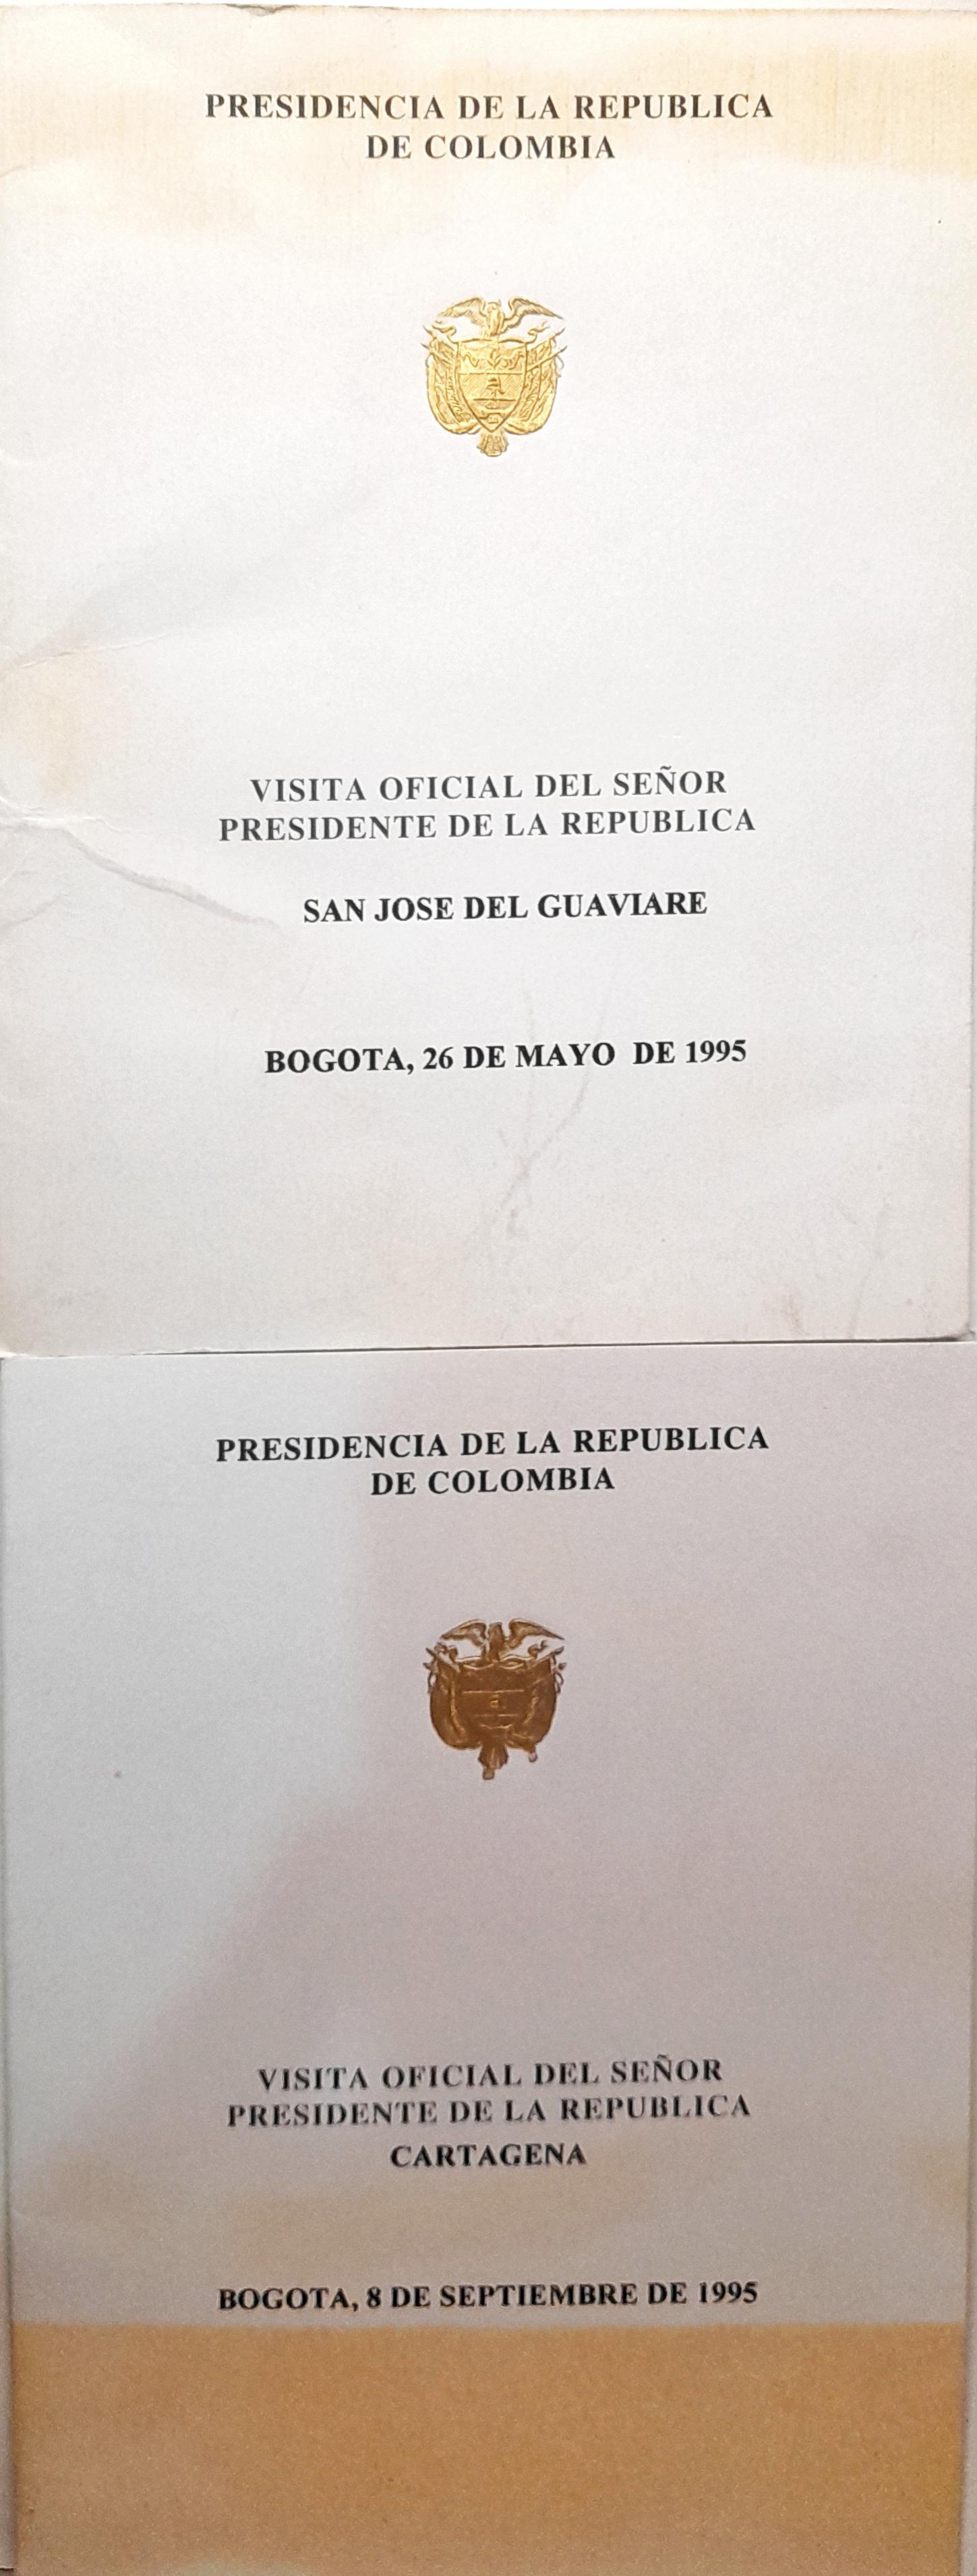 PRESIDENCIA DE LA REPUBLICA
DE COLOMBIA
VISITA OFICIAL DEL SEÑOR
PRESIDENTE DE LA REPUBLICA
SAN JOSE DEL GUAVIARE
BOGOTA, 26 DE MAYO DE 1995
PRESIDENCIA DE LA REPUBLICA
DE COLOMBIA
VISITA OFICIAL DEL SEÑOR
PRESIDENTE DE LA REPUBLICA
CARTAGENA
BOGOTA, 8 DE SEPTIEMBRE DE 1995